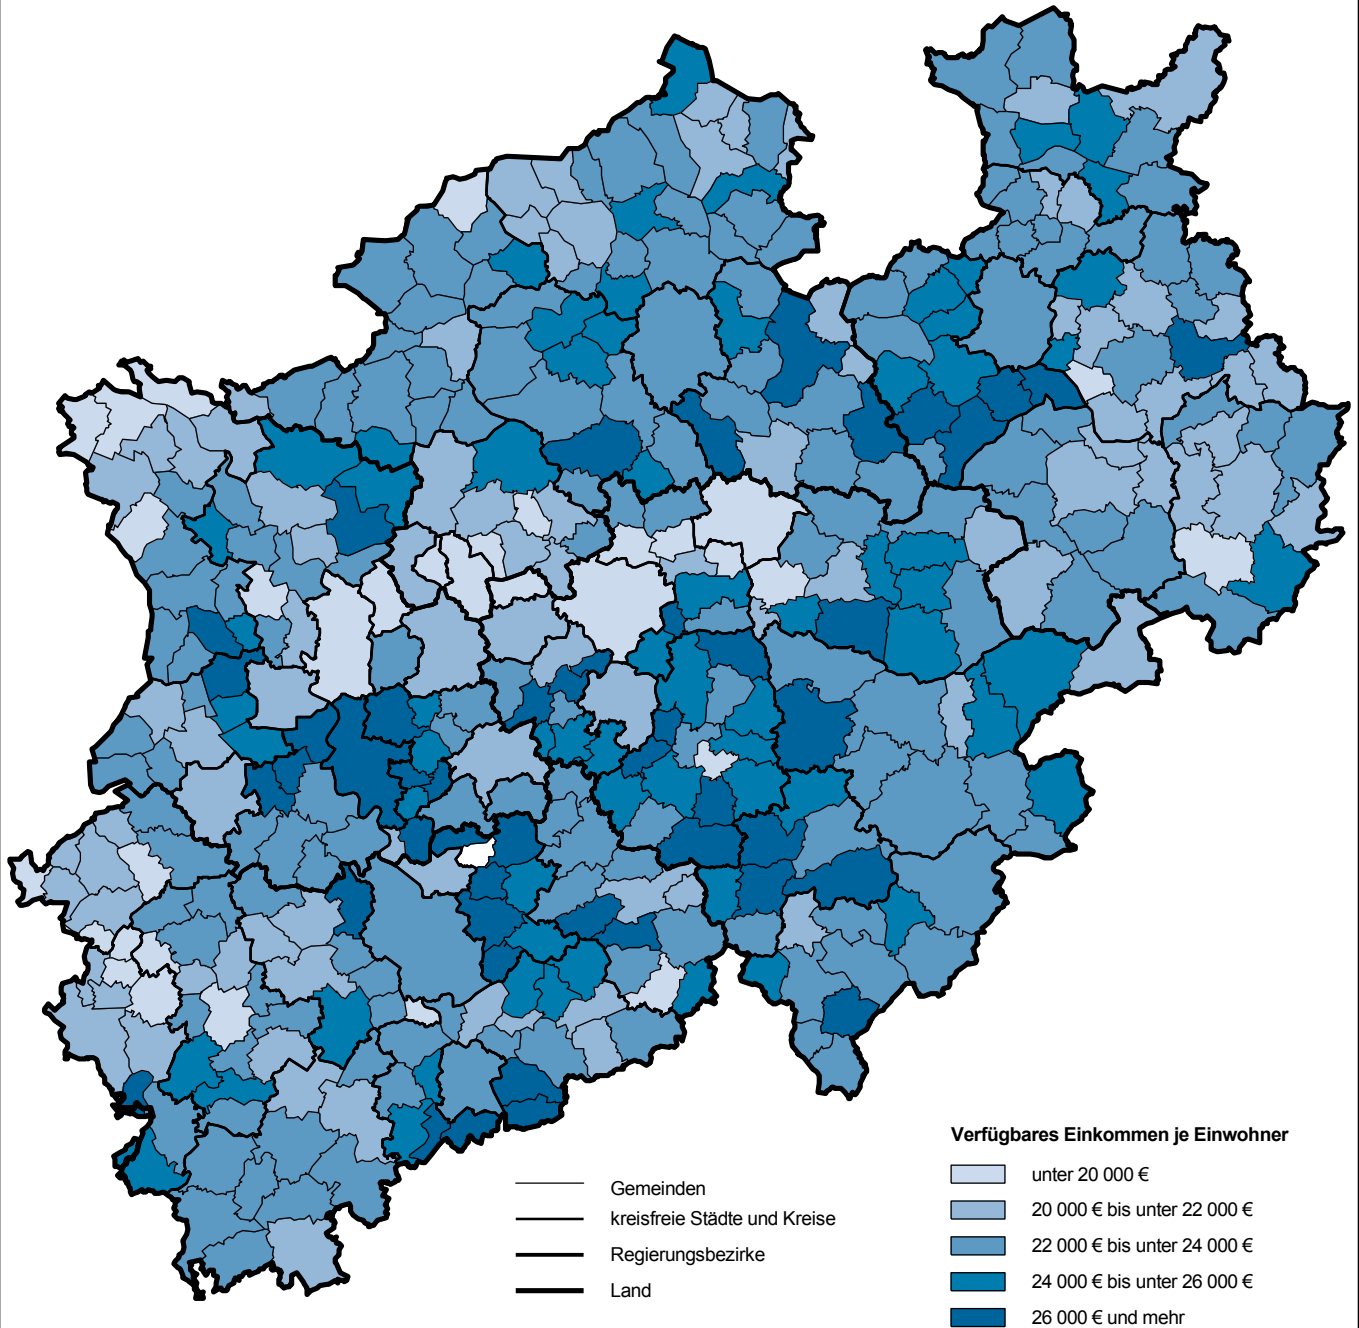 Verfügbares Einkommen je Einwohner
unter 20 000 €
20 000 € bis unter 22 000 €
22 000 € bis unter 24 000 €
24 000 € bis unter 26 000 €
26 000 € und mehr
Gemeinden
kreisfreie Städte und Kreise
Regierungsbezirke
Land